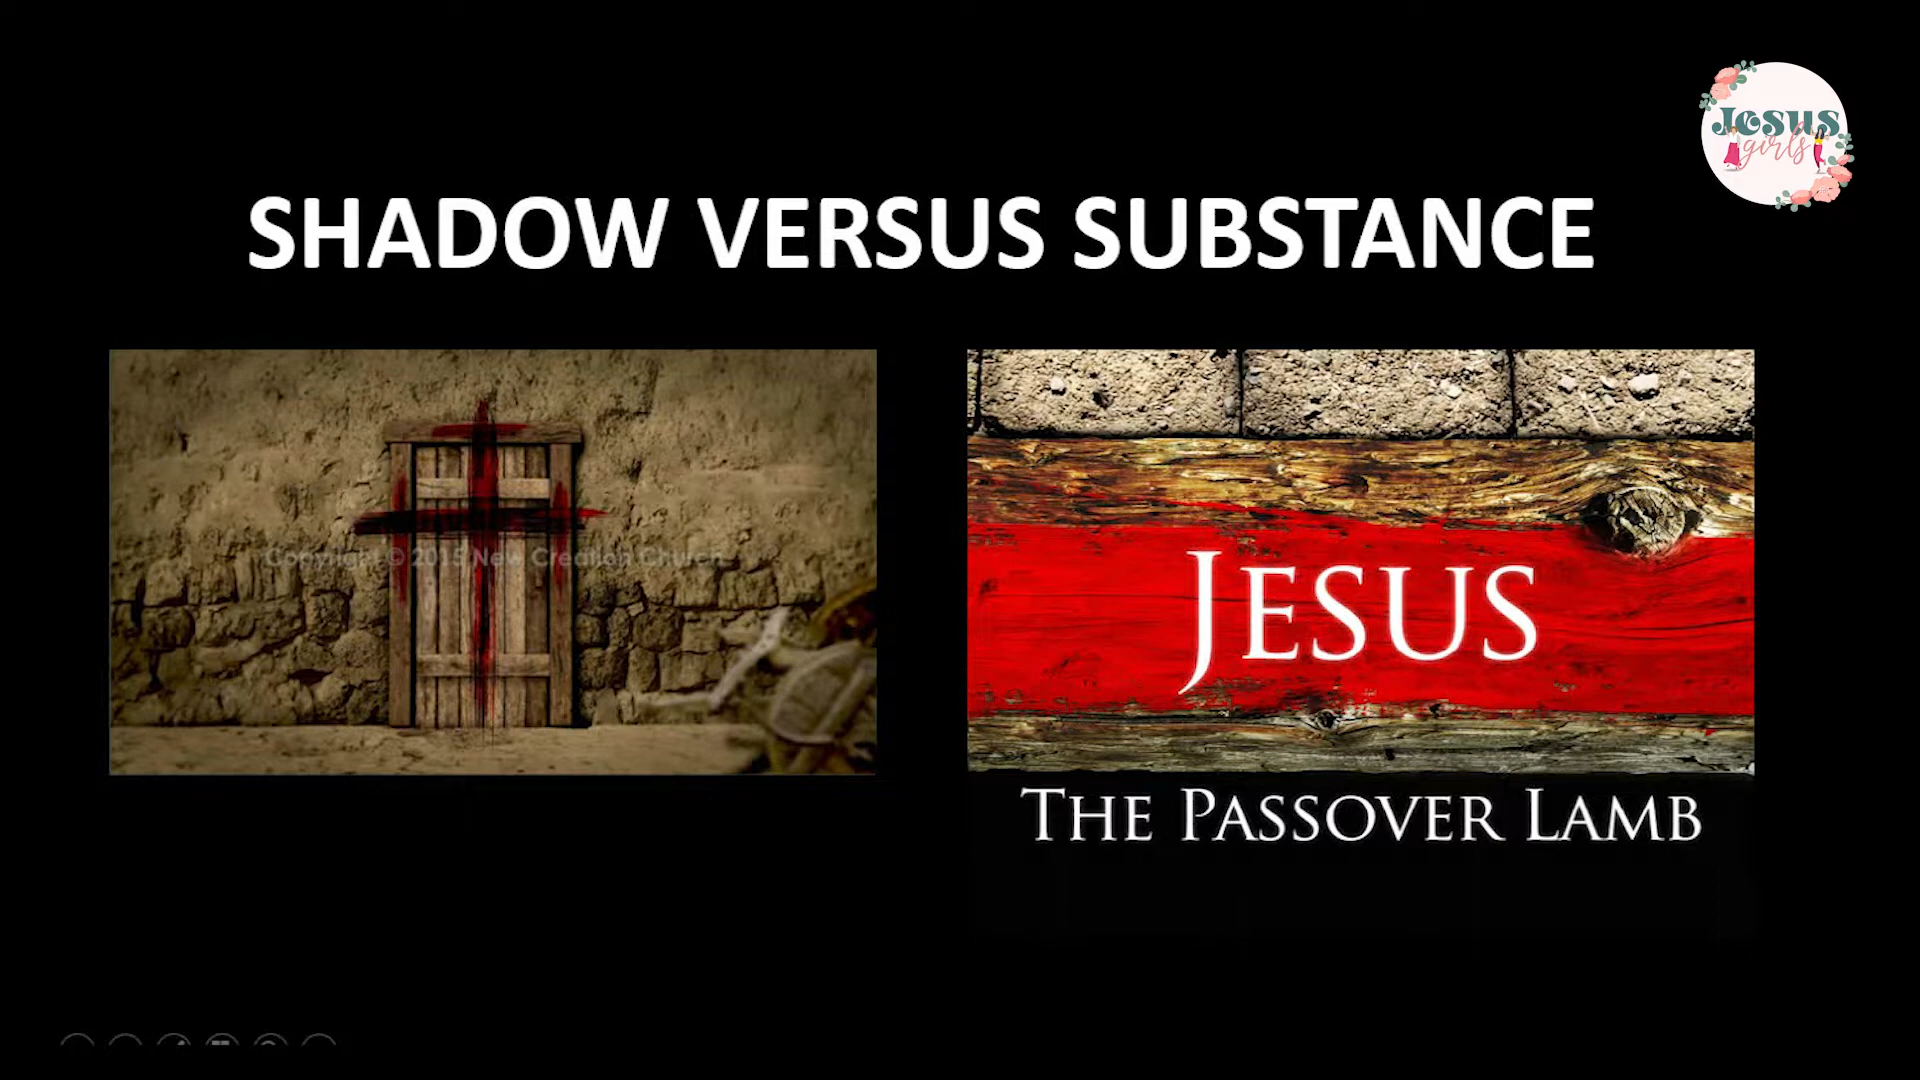 Jesus
girls
SHADOW VERSUS SUBSTANCE
Copyright © 2015 New Creation Church
JESUS
THE PASSOVER LAMB